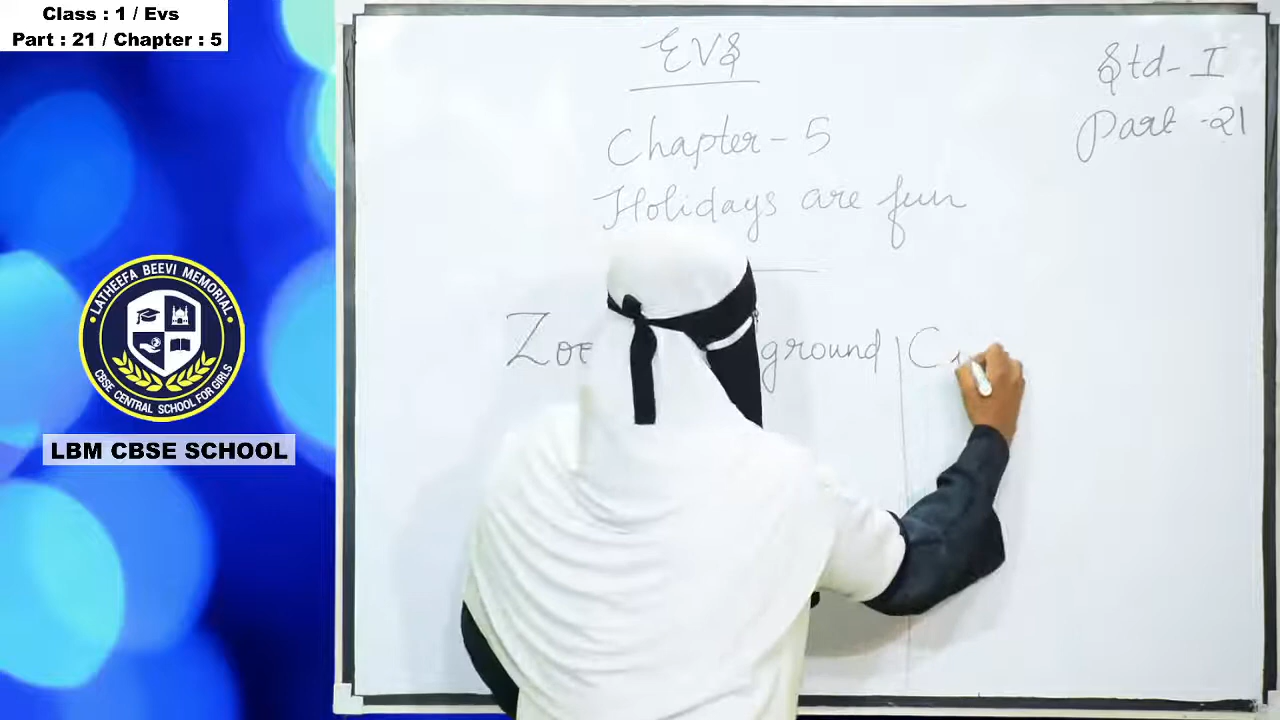 Class : 1 / Evs
Part : 21 / Chapter : 5
EVS
Std- I
Part -21
Chapter - 5
Holidays are fun
ground
LATHEEFA BEEVI MEMORIAL
CBSE CENTRAL SCHOOL FOR GIRLS
LBM CBSE SCHOOL